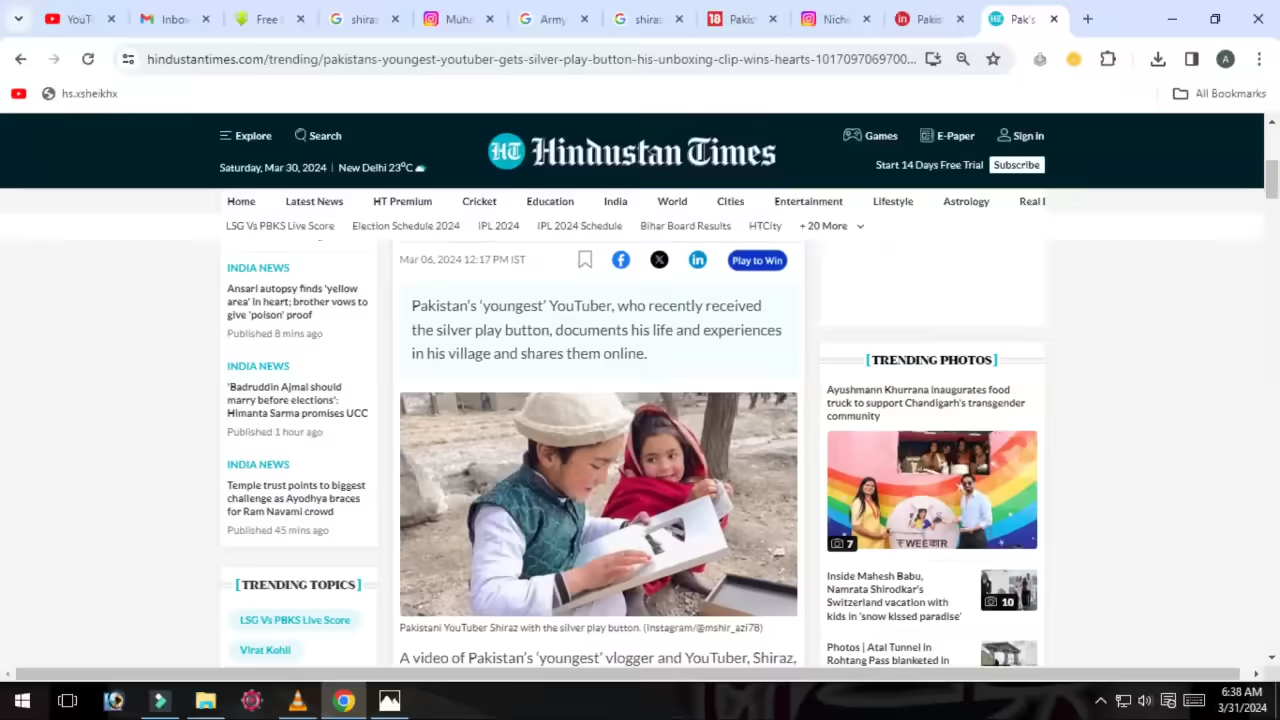 YouT
Inbo
Free
shira
Muha
Army
shira
18
Pakis
Nich
in
Pakis
HT
Pak's
hindustantimes.com/trending/pakistans-youngest-youtuber-gets-silver-play-button-his-unboxing-clip-wins-hearts-1017097069700...
A
hs.xsheikhx
All Bookmarks
Explore
Search
HT Hindustan Times
Games
E-Paper
Sign in
Saturday, Mar 30, 2024 | New Delhi 23°C
Start 14 Days Free Trial
Subscribe
Home
Latest News
HT Premium
Cricket
Education
India
World
Cities
Entertainment
Lifestyle
Astrology
Real
LSG Vs PBKS Live Score
Election Schedule 2024
IPL 2024
IPL 2024 Schedule
Bihar Board Results
HTCity
+ 20 More
INDIA NEWS
Ansari autopsy finds 'yellow
area' in heart; brother vows to
give 'poison' proof
Published 8 mins ago
INDIA NEWS
'Badruddin Ajmal should
marry before elections':
Himanta Sarma promises UCC
Published 1 hour ago
INDIA NEWS
Temple trust points to biggest
challenge as Ayodhya braces
for Ram Navami crowd
Published 45 mins ago
[TRENDING TOPICS]
LSG Vs PBKS Live Score
Virat Kohli
Mar 06, 2024 12:17 PM IST
Play to Win
Pakistan's 'youngest' YouTuber, who recently received
the silver play button, documents his life and experiences
in his village and shares them online.
Pakistani YouTuber Shiraz with the silver play button. (Instagram/@mshir_azi78)
A video of Pakistan's 'youngest' vlogger and YouTuber, Shiraz,
[TRENDING PHOTOS]
Ayushmann Khurrana inaugurates food
truck to support Chandigarh's transgender
community
स्WEEकार
7
Inside Mahesh Babu,
Namrata Shirodkar's
Switzerland vacation with
kids in 'snow kissed paradise'
10
Photos | Atal Tunnel in
Rohtang Pass blanketed in
6:38 AM
3/31/2024